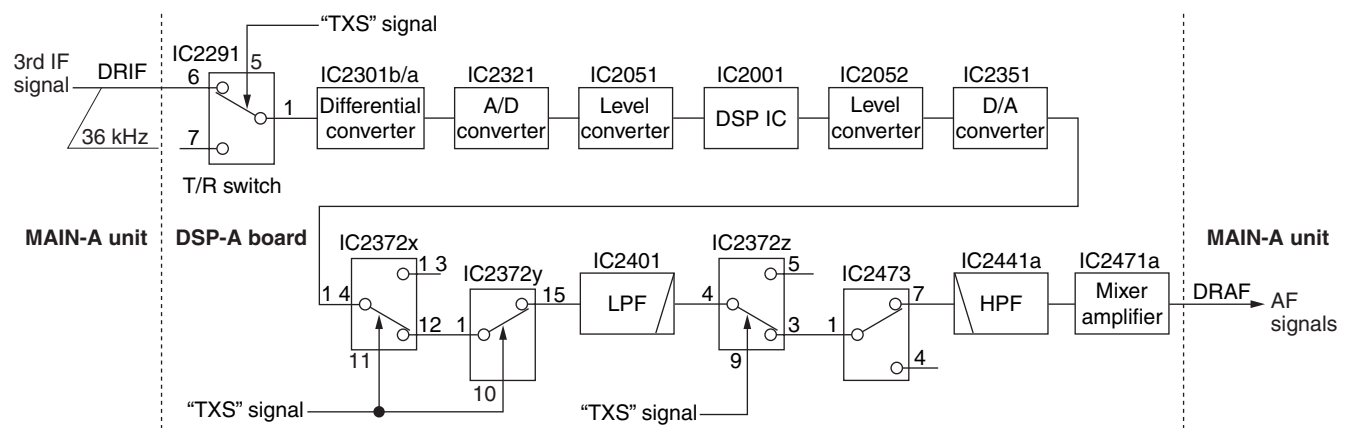 “TXS” signal
IC2291
5
3rd IF
signal
DRIF
6
1
7
36 kHz
T/R switch
IC2301b/a
Differential
converter
IC2321
A/D
converter
IC2051
Level
converter
IC2001
DSP IC
IC2052
Level
converter
IC2351
D/A
converter
MAIN-A unit
DSP-A board
MAIN-A unit
IC2372x
1 3
1 4
12
11
IC2372y
15
1
10
IC2401
LPF
IC2372z
5
4
3
9
IC2473
7
1
4
IC2441a
HPF
IC2471a
Mixer
amplifier
DRAF
AF
signals
“TXS” signal
“TXS” signal